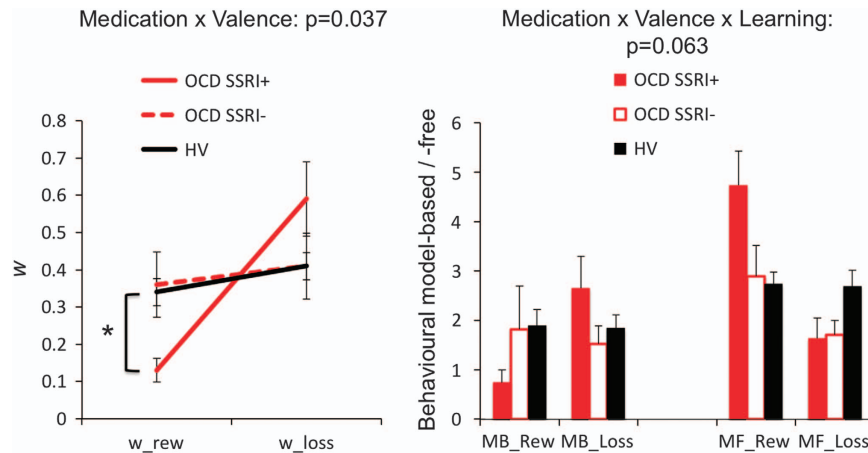 Medication x Valence: p=0.037
OCD SSRI+
OCD SSRI-
HV
0.8
0.7
0.6
0.5
0.4
0.3
0.2
0.1
0
w
*
w_rew
w_loss
Medication x Valence x Learning:
p=0.063
OCD SSRI+
OCD SSRI-
HV
Behavioural model-based / -free
6
5
4
3
2
1
0
MB_Rew
MB_Loss
MF_Rew
MF_Loss